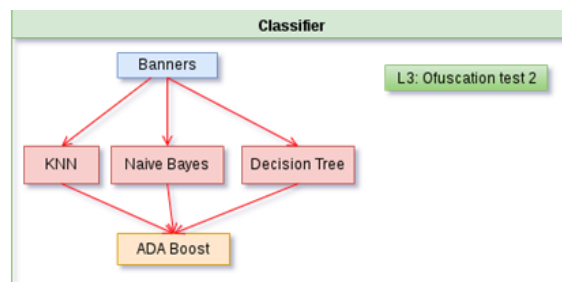 Classifier
Banners
L3: Ofuscation test 2
KNN
Naive Bayes
Decision Tree
ADA Boost